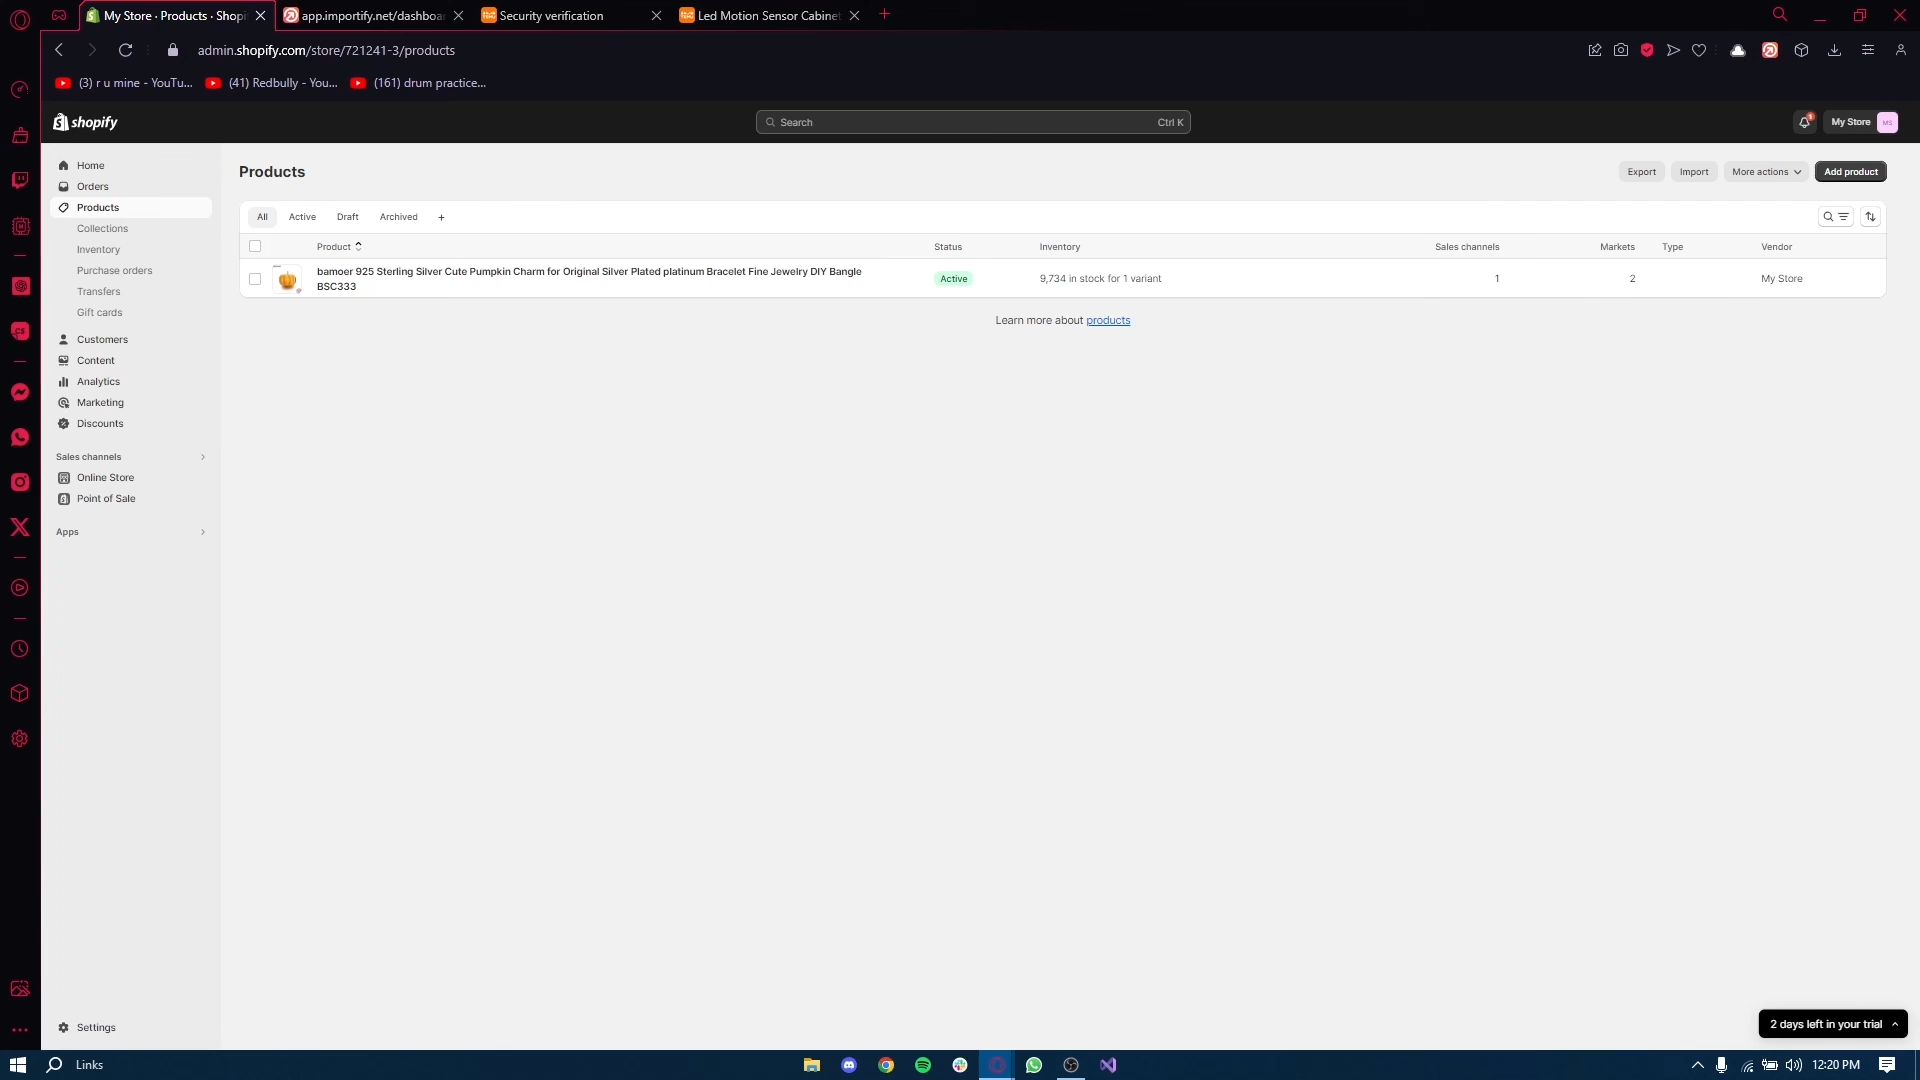 My Store · Products · Shopi
app.importify.net/dashboar
Security verification
Led Motion Sensor Cabinet
admin.shopify.com/store/721241-3/products
(3) r u mine - YouTu...
(41) Redbully - You...
(161) drum practice...
shopify
Search
Ctrl K
My Store
MS
Home
Orders
Products
Collections
Inventory
Purchase orders
Transfers
Gift cards
Customers
Content
Analytics
Marketing
Discounts
Sales channels
Online Store
Point of Sale
Apps
Settings
Products
Export
Import
More actions
Add product
All
Active
Draft
Archived
+
Product
Status
Inventory
Sales channels
Markets
Type
Vendor
bamoer 925 Sterling Silver Cute Pumpkin Charm for Original Silver Plated platinum Bracelet Fine Jewelry DIY Bangle
BSC333
Active
9,734 in stock for 1 variant
1
2
My Store
Learn more about products
2 days left in your trial
Links
12:20 PM